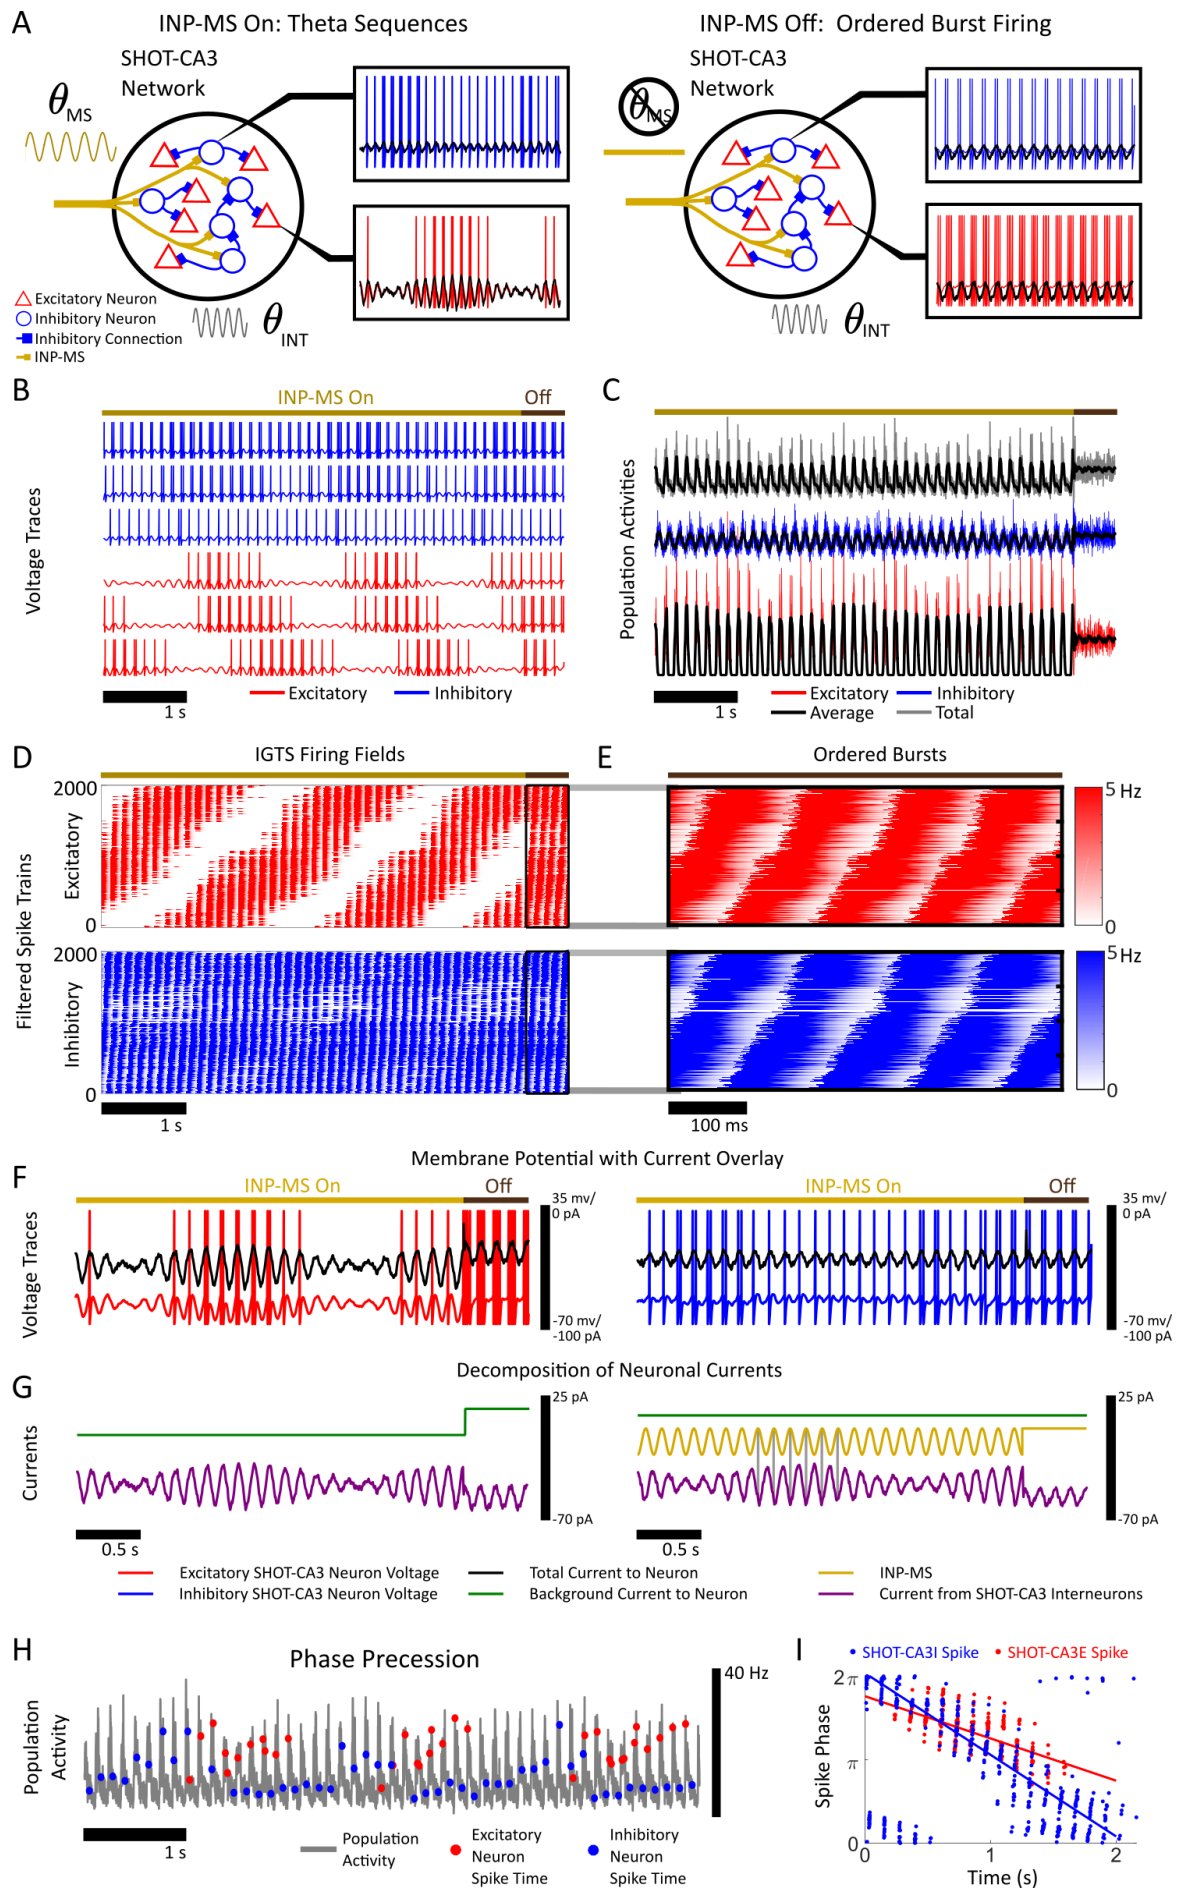 A
INP-MS On: Theta Sequences
INP-MS Off: Ordered Burst Firing
SHOT-CA3
Network
θMS
SHOT-CA3
Network
θMS
Excitatory Neuron
Inhibitory Neuron
Inhibitory Connection
INP-MS
θINT
θINT
B
INP-MS On
Off
Voltage Traces
Excitatory
Inhibitory
1 s
C
Population Activities
1 s
Excitatory
Inhibitory
Average
Total
D
IGTS Firing Fields
E
Ordered Bursts
Filtered Spike Trains
2000
Excitatory
0
5 Hz
0
2000
Inhibitory
0
5 Hz
0
1 s
100 ms
Membrane Potential with Current Overlay
F
INP-MS On
Off
INP-MS On
Off
Voltage Traces
35 mv/
0 pA
-70 mv/
-100 pA
35 mv/
0 pA
-70 mv/
-100 pA
Decomposition of Neuronal Currents
G
Currents
25 pA
-70 pA
25 pA
-70 pA
0.5 s
0.5 s
Excitatory SHOT-CA3 Neuron Voltage
Total Current to Neuron
INP-MS
Inhibitory SHOT-CA3 Neuron Voltage
Background Current to Neuron
Current from SHOT-CA3 Interneurons
H
Phase Precession
Population
Activity
40 Hz
1 s
Population
Activity
Excitatory
Neuron
Spike Time
Inhibitory
Neuron
Spike Time
I
SHOT-CA3I Spike
SHOT-CA3E Spike
Spike Phase
2π
π
0
0
1
2
Time (s)